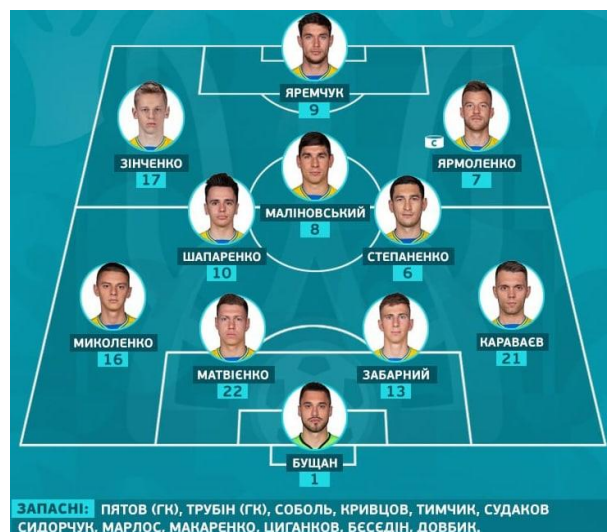 ЯРЕМЧУК
9
ЗІНЧЕНКО
17
C
ЯРМОЛЕНКО
7
МАЛІНОВСЬКИЙ
8
ШАПАРЕНКО
10
СТЕПАНЕНКО
6
МИКОЛЕНКО
16
МАТВІЄНКО
22
ЗАБАРНИЙ
13
КАРАВАЄВ
21
БУЩАН
1
ЗАПАСНІ: ПЯТОВ (ГК), ТРУБІН (ГК), СОБОЛЬ, КРИВЦОВ, ТИМЧИК, СУДАКОВ
СИДОРЧУК, МАРЛОС, МАКАРЕНКО, ЦИГАНКОВ, БЄСЄДІН, ДОВБИК.